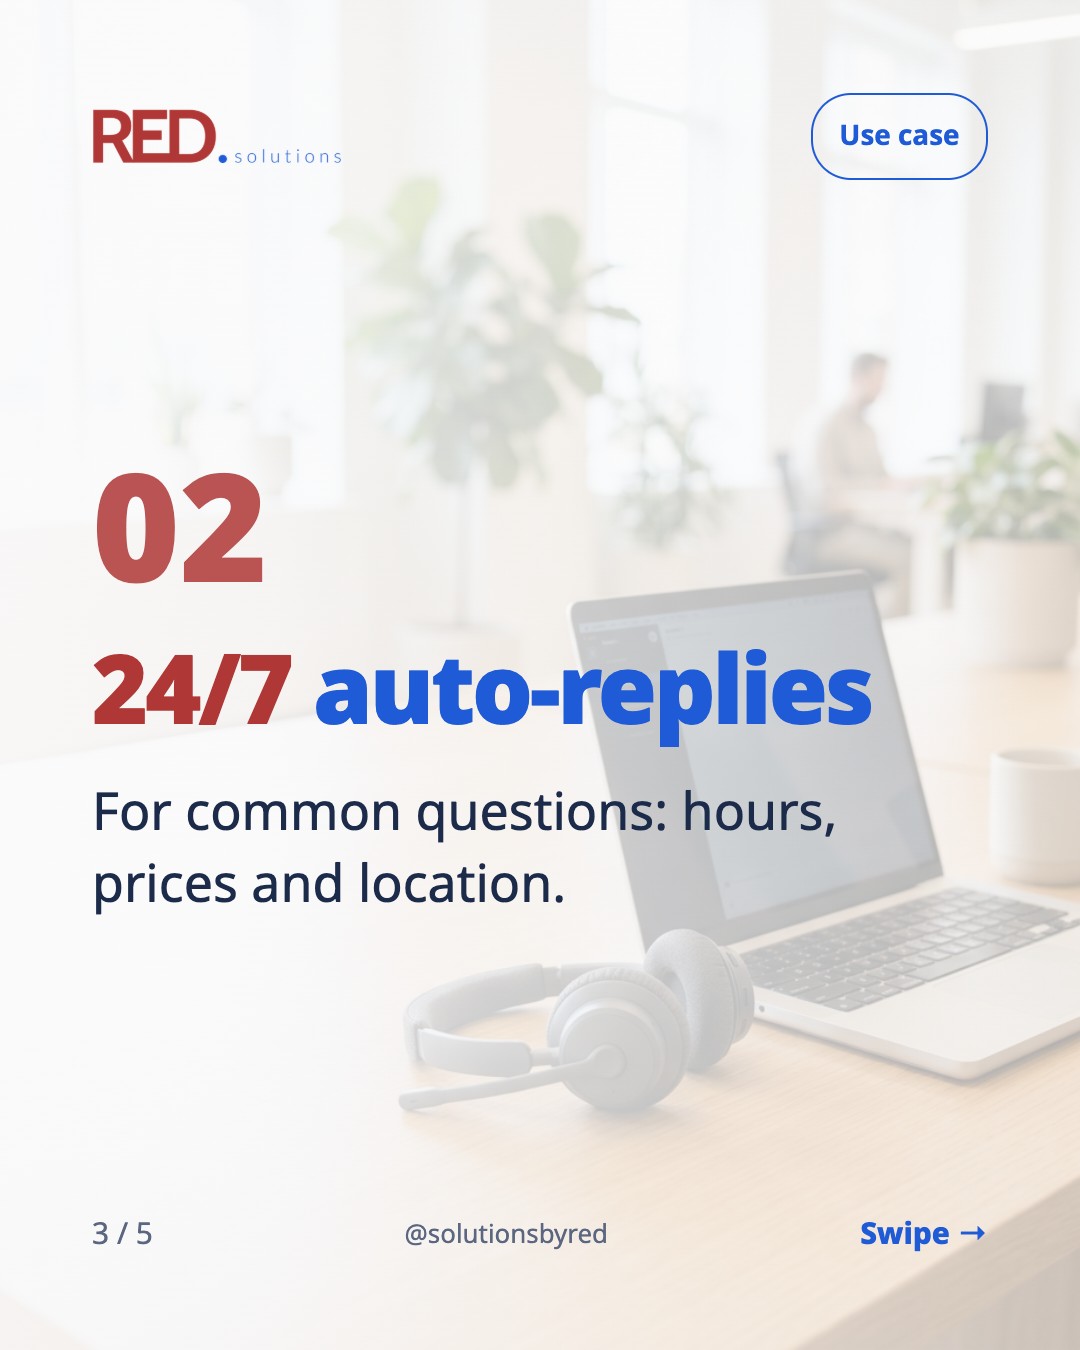 RED.solutions
Use case
02
24/7 auto-replies
For common questions: hours,
prices and location.
3 / 5
@solutionsbyred
Swipe →